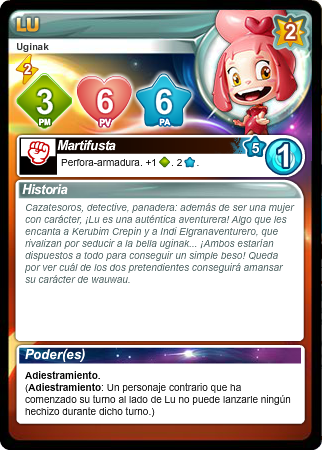 LU
2
Uginak
2
3
PM
6
PV
6
PA
Martifusta
5
1
Perfora-armadura. +1 . 2 .
Historia
Cazatesoros, detective, panadera: además de ser una mujer
con carácter, ¡Lu es una auténtica aventurera! Algo que les
encanta a Kerubim Crepin y a Indi Elgranaventurero, que
rivalizan por seducir a la bella uginak... ¡Ambos estarían
dispuestos a todo para conseguir un simple beso! Queda
por ver cuál de los dos pretendientes conseguirá amansar
su carácter de wauwau.
Poder(es)
Adiestramiento.
(Adiestramiento: Un personaje contrario que ha
comenzado su turno al lado de Lu no puede lanzarle ningún
hechizo durante dicho turno.)